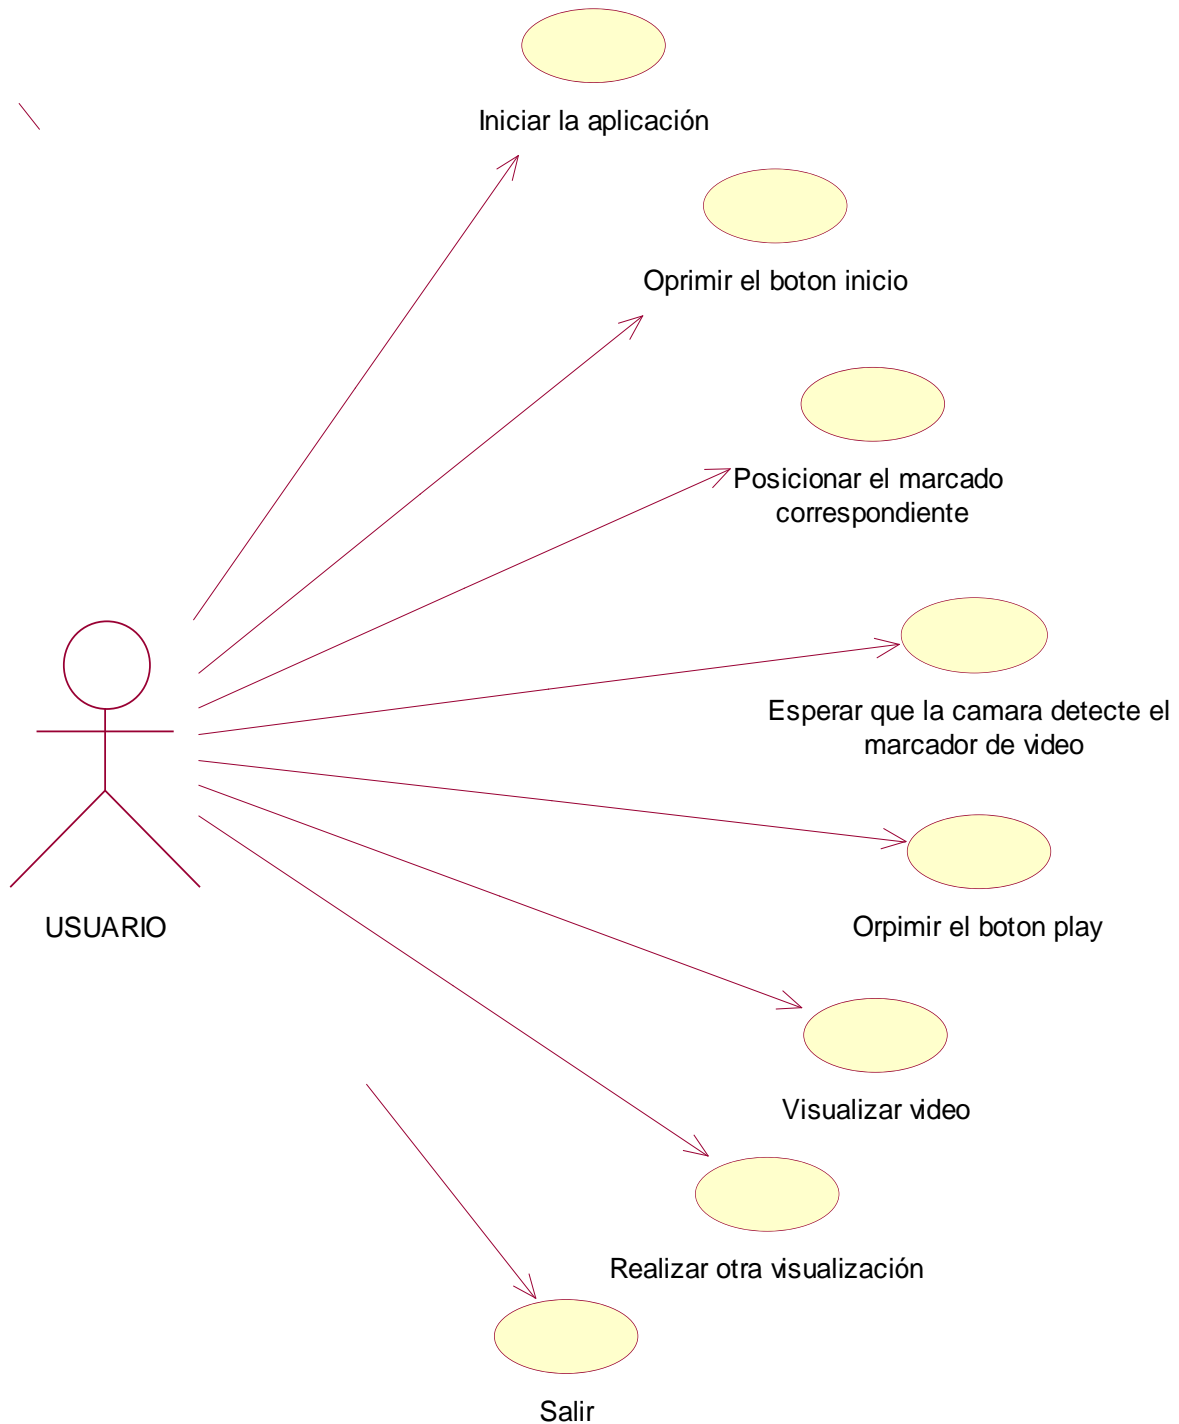 Iniciar la aplicación
Oprimir el boton inicio
Posicionar el marcado
correspondiente
Esperar que la camara detecte el
marcador de video
USUARIO
Orpimir el boton play
Visualizar video
Realizar otra visualización
Salir